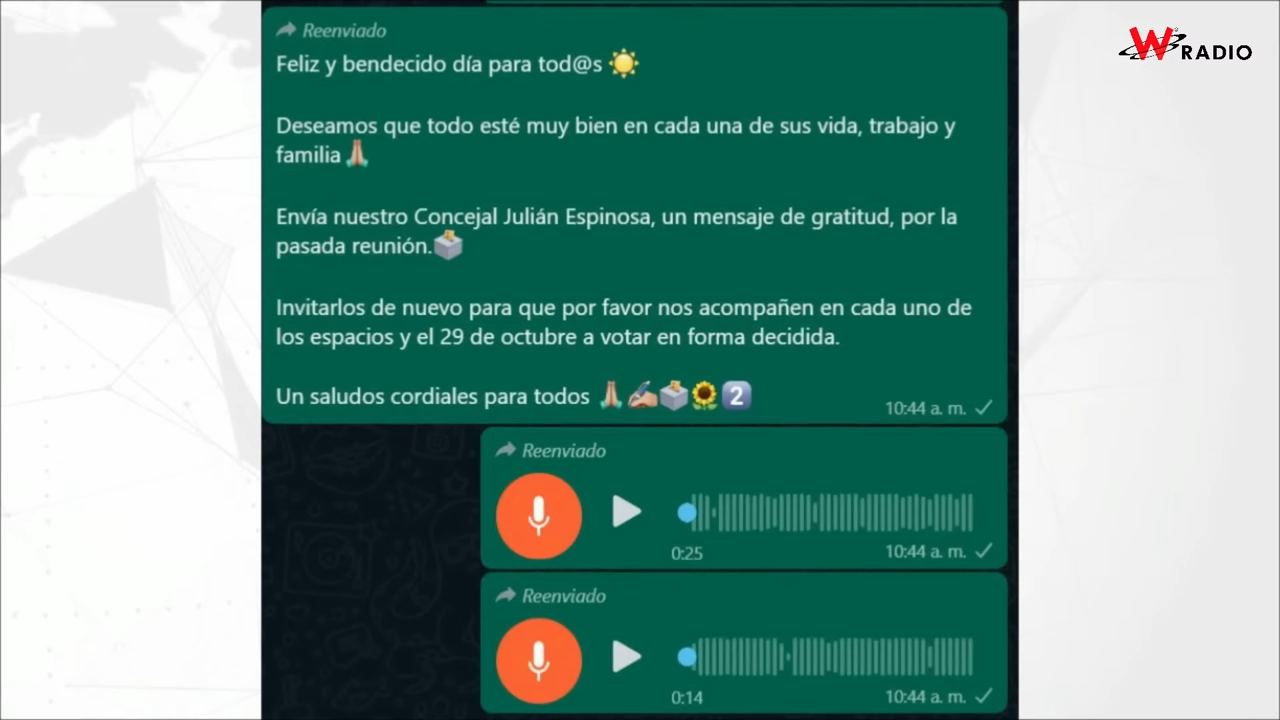 W RADIO
Reenviado
Feliz y bendecido día para tod@s ☀️
Deseamos que todo esté muy bien en cada una de sus vida, trabajo y
familia 🙏
Envía nuestro Concejal Julián Espinosa, un mensaje de gratitud, por la
pasada reunión.🗳️
Invitarlos de nuevo para que por favor nos acompañen en cada uno de
los espacios y el 29 de octubre a votar en forma decidida.
Un saludos cordiales para todos 🙏✍️🗳️🌻2️⃣
10:44 a. m.
Reenviado
0:25
10:44 a. m.
Reenviado
0:14
10:44 a. m.